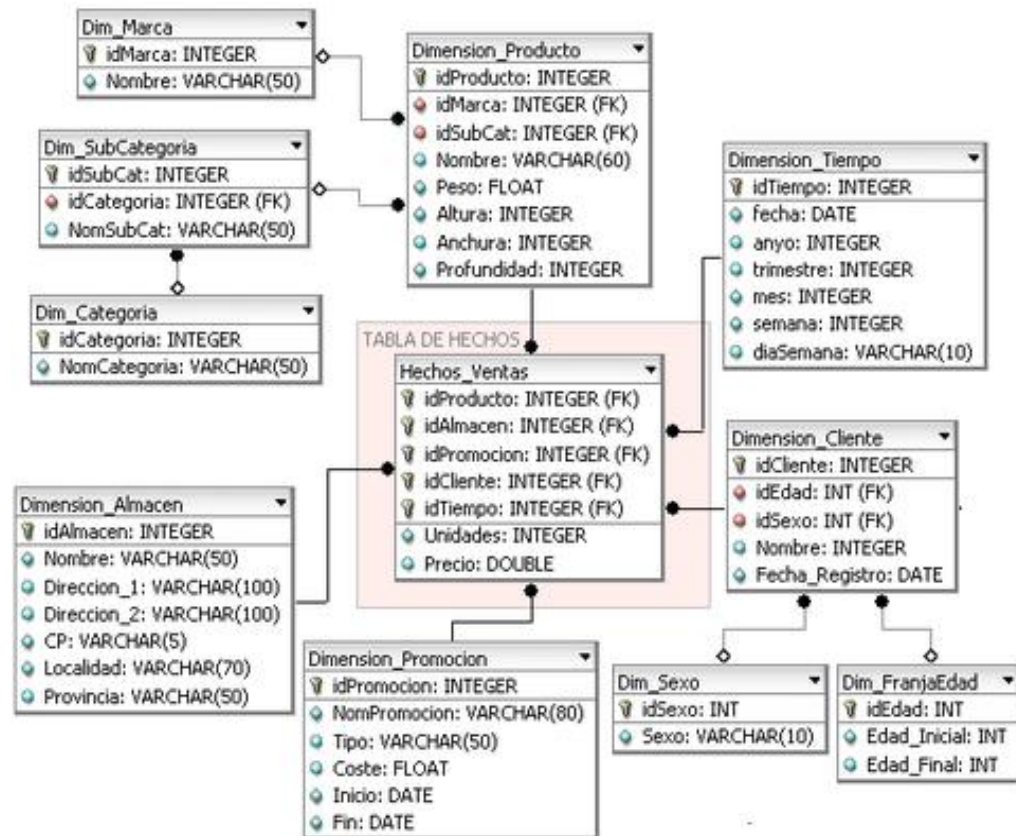 Dim_Marca
idMarca: INTEGER
Nombre: VARCHAR(50)
Dimension_Producto
idProducto: INTEGER
idMarca: INTEGER (FK)
idSubCat: INTEGER (FK)
Nombre: VARCHAR(60)
Peso: FLOAT
Altura: INTEGER
Anchura: INTEGER
Profundidad: INTEGER
Dim_SubCategoria
idSubCat: INTEGER
idCategoria: INTEGER (FK)
NomSubCat: VARCHAR(50)
Dimension_Tiempo
idTiempo: INTEGER
fecha: DATE
anyo: INTEGER
trimestre: INTEGER
mes: INTEGER
semana: INTEGER
diaSemana: VARCHAR(10)
Dim_Categoria
idCategoria: INTEGER
NomCategoria: VARCHAR(50)
TABLA DE HECHOS
Hechos_Ventas
idProducto: INTEGER (FK)
idAlmacen: INTEGER (FK)
idPromocion: INTEGER (FK)
idCliente: INTEGER (FK)
idTiempo: INTEGER (FK)
Unidades: INTEGER
Precio: DOUBLE
Dimension_Cliente
idCliente: INTEGER
idEdad: INT (FK)
idSexo: INT (FK)
Nombre: INTEGER
Fecha_Registro: DATE
Dimension_Almacen
idAlmacen: INTEGER
Nombre: VARCHAR(50)
Direccion_1: VARCHAR(100)
Direccion_2: VARCHAR(100)
CP: VARCHAR(5)
Localidad: VARCHAR(70)
Provincia: VARCHAR(50)
Dimension_Promocion
idPromocion: INTEGER
NomPromocion: VARCHAR(80)
Tipo: VARCHAR(50)
Coste: FLOAT
Inicio: DATE
Fin: DATE
Dim_Sexo
idSexo: INT
Sexo: VARCHAR(10)
Dim_FranjaEdad
idEdad: INT
Edad_Inicial: INT
Edad_Final: INT